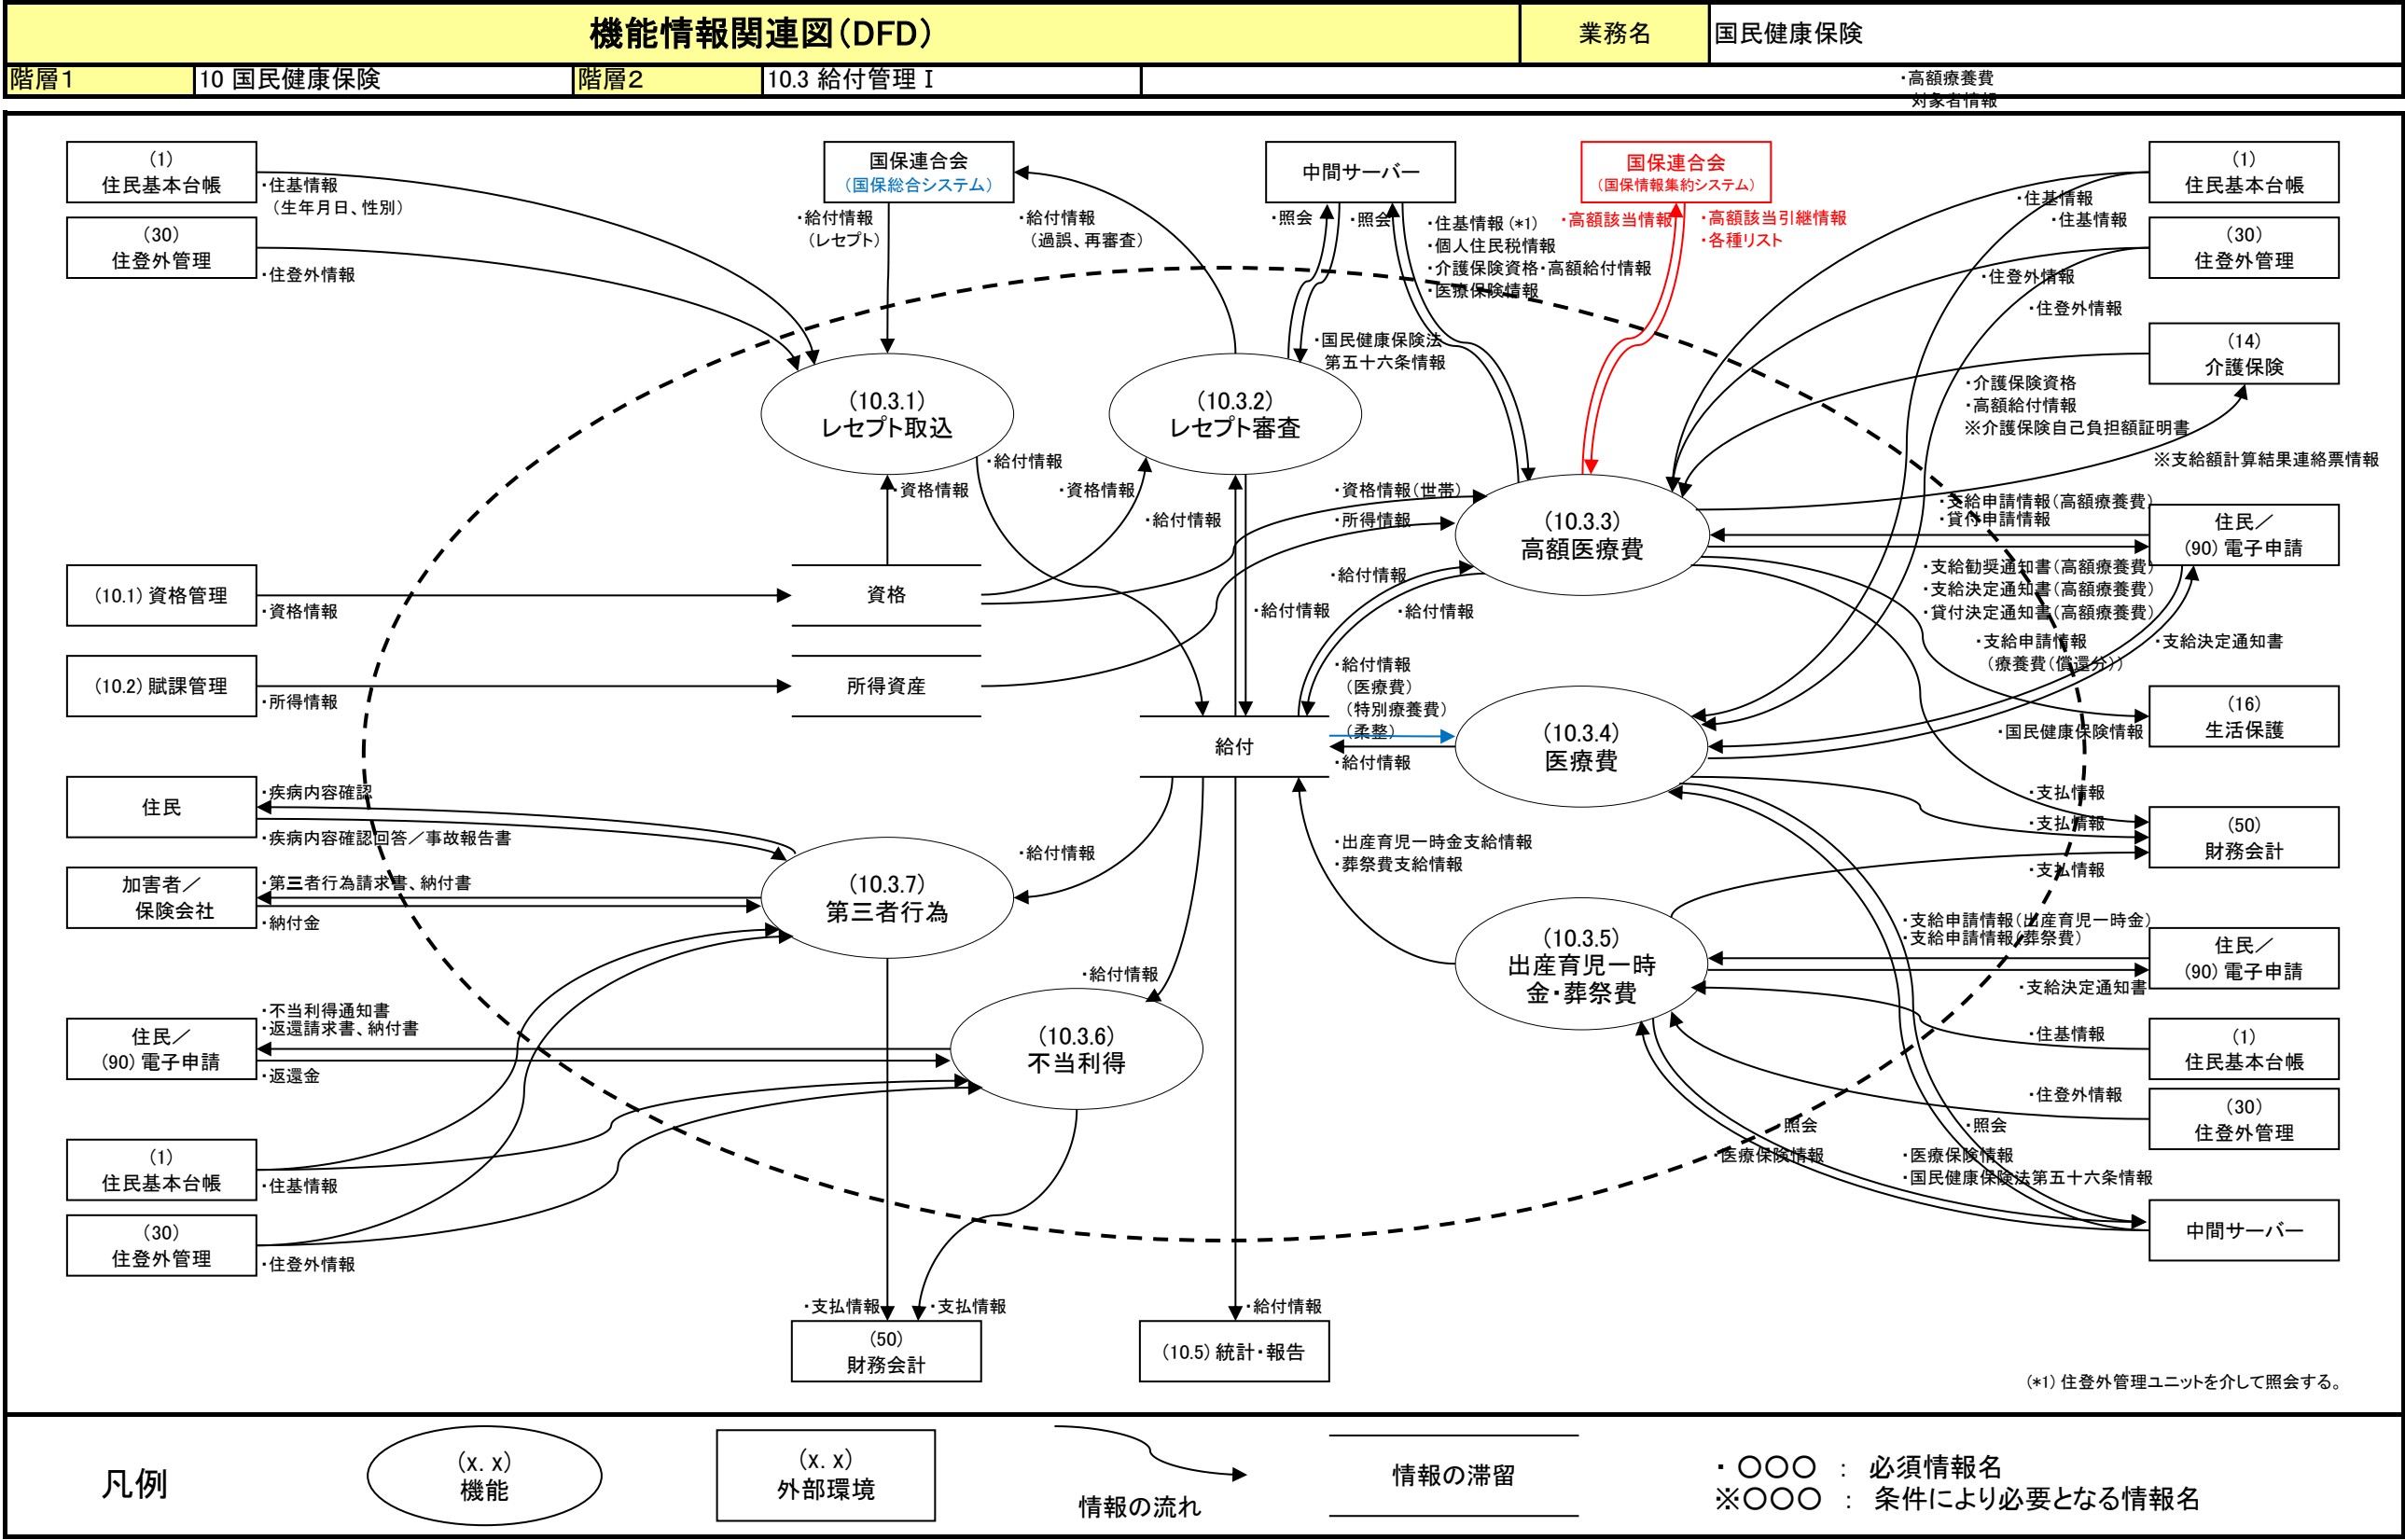 機能情報関連図（DFD）
業務名
国民健康保険
階層１
10 国民健康保険
階層２
10.3 給付管理Ⅰ
・高額療養費
対象者情報
（1）
住民基本台帳
・住基情報
（生年月日、性別）
（30）
住登外管理
・住登外情報
国保連合会
（国保総合システム）
・給付情報
（レセプト）
・給付情報
（過誤、再審査）
中間サーバー
・照会
・照会
・住基情報（*1）
・個人住民税情報
・介護保険資格・高額給付情報
・医療保険情報
・国民健康保険法
第五十六条情報
国保連合会
（国保情報集約システム）
・高額該当情報
・高額該当引継情報
・各種リスト
（1）
住民基本台帳
・住基情報
・住基情報
（30）
住登外管理
・住登外情報
・住登外情報
（14）
介護保険
・介護保険資格
・高額給付情報
※介護保険自己負担額証明書
※支給額計算結果連絡票情報
（10.3.1）
レセプト取込
（10.3.2）
レセプト審査
（10.3.3）
高額医療費
・給付情報
・資格情報
・資格情報
・給付情報
・資格情報（世帯）
・所得情報
・給付情報
・給付情報
・給付情報
・支給申請情報（高額療養費）
・貸付申請情報
住民／
（90）電子申請
・支給勧奨通知書（高額療養費）
・支給決定通知書（高額療養費）
・貸付決定通知書（高額療養費）
・支給申請情報
（療養費（償還分））
・支給決定通知書
（10.1）資格管理
・資格情報
資格
（10.2）賦課管理
・所得情報
所得資産
給付
・給付情報
（医療費）
（特別療養費）
（柔整）
・給付情報
（10.3.4）
医療費
（16）
生活保護
・国民健康保険情報
・支払情報
・支払情報
・支払情報
（50）
財務会計
住民
・疾病内容確認
・疾病内容確認回答／事故報告書
加害者／
保険会社
・第三者行為請求書、納付書
・納付金
（10.3.7）
第三者行為
・給付情報
・出産育児一時金支給情報
・葬祭費支給情報
（10.3.5）
出産育児一時
金・葬祭費
・支給申請情報（出産育児一時金）
・支給申請情報（葬祭費）
住民／
（90）電子申請
・支給決定通知書
・給付情報
（10.3.6）
不当利得
住民／
（90）電子申請
・不当利得通知書
・返還請求書、納付書
・返還金
・住基情報
（1）
住民基本台帳
・住登外情報
（30）
住登外管理
（1）
住民基本台帳
・住基情報
（30）
住登外管理
・住登外情報
・照会
・医療保険情報
・照会
・医療保険情報
・国民健康保険法第五十六条情報
中間サーバー
・支払情報
・支払情報
（50）
財務会計
・給付情報
（10.5）統計・報告
（*1）住登外管理ユニットを介して照会する。
凡例
（x. x）
機能
（x. x）
外部環境
情報の流れ
情報の滞留
・ 〇〇〇 ： 必須情報名
※〇〇〇 ： 条件により必要となる情報名